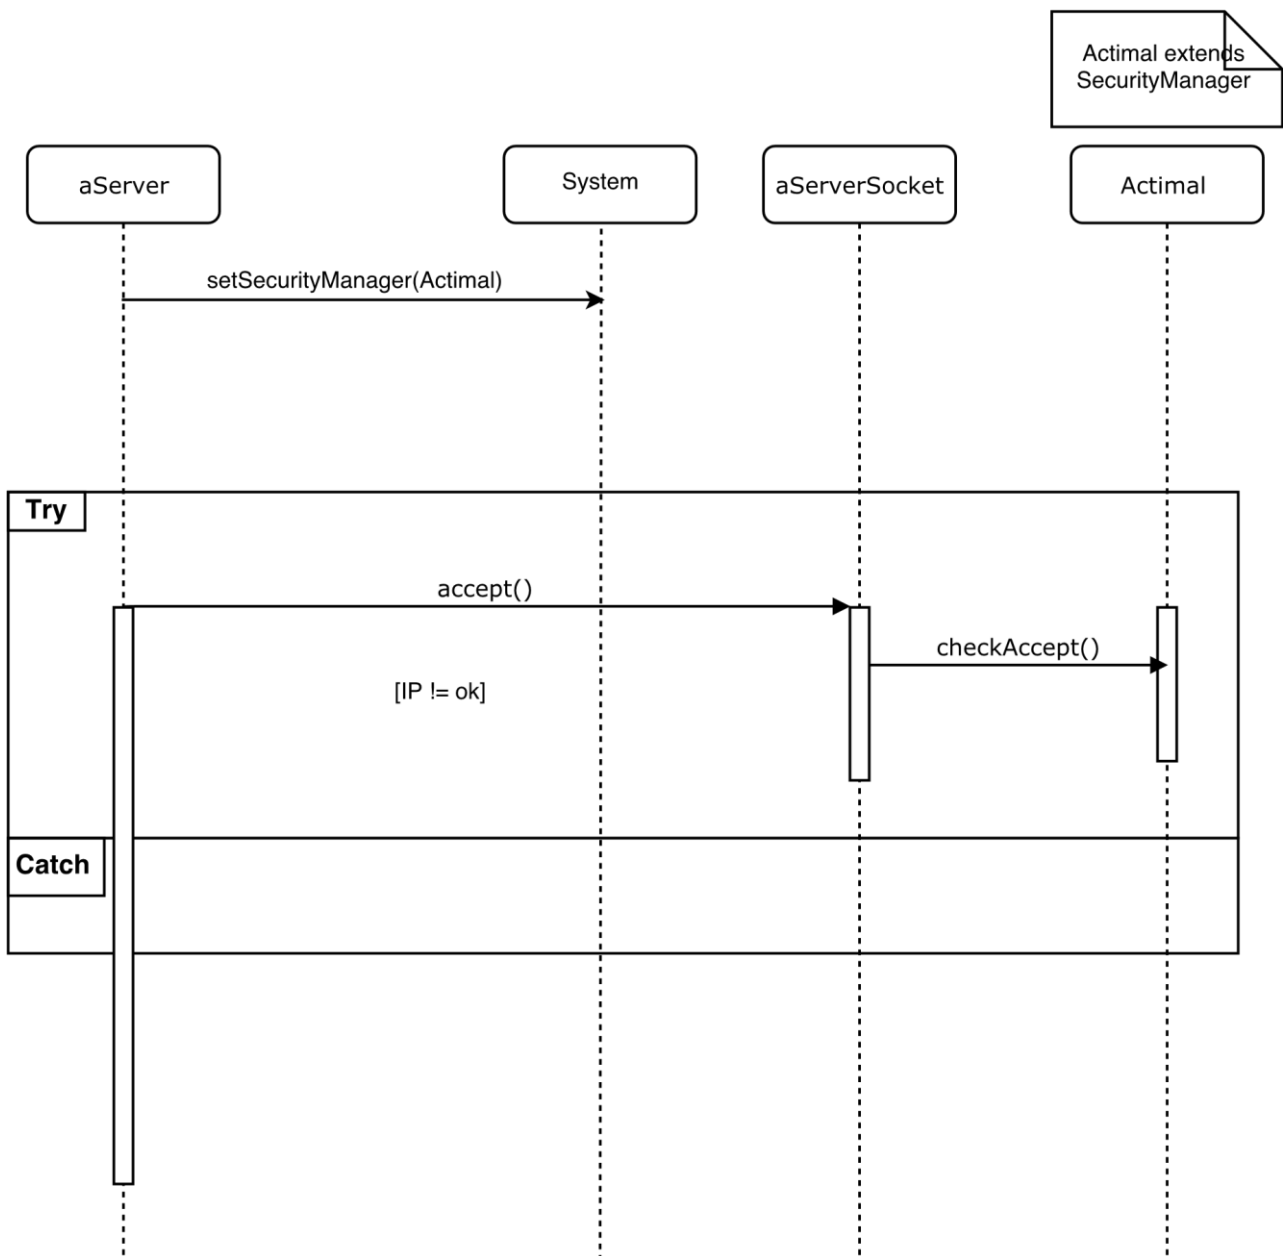 Actimal extends
SecurityManager
aServer
System
aServerSocket
Actimal
setSecurityManager(Actimal)
Try
accept()
checkAccept()
[IP != ok]
Catch